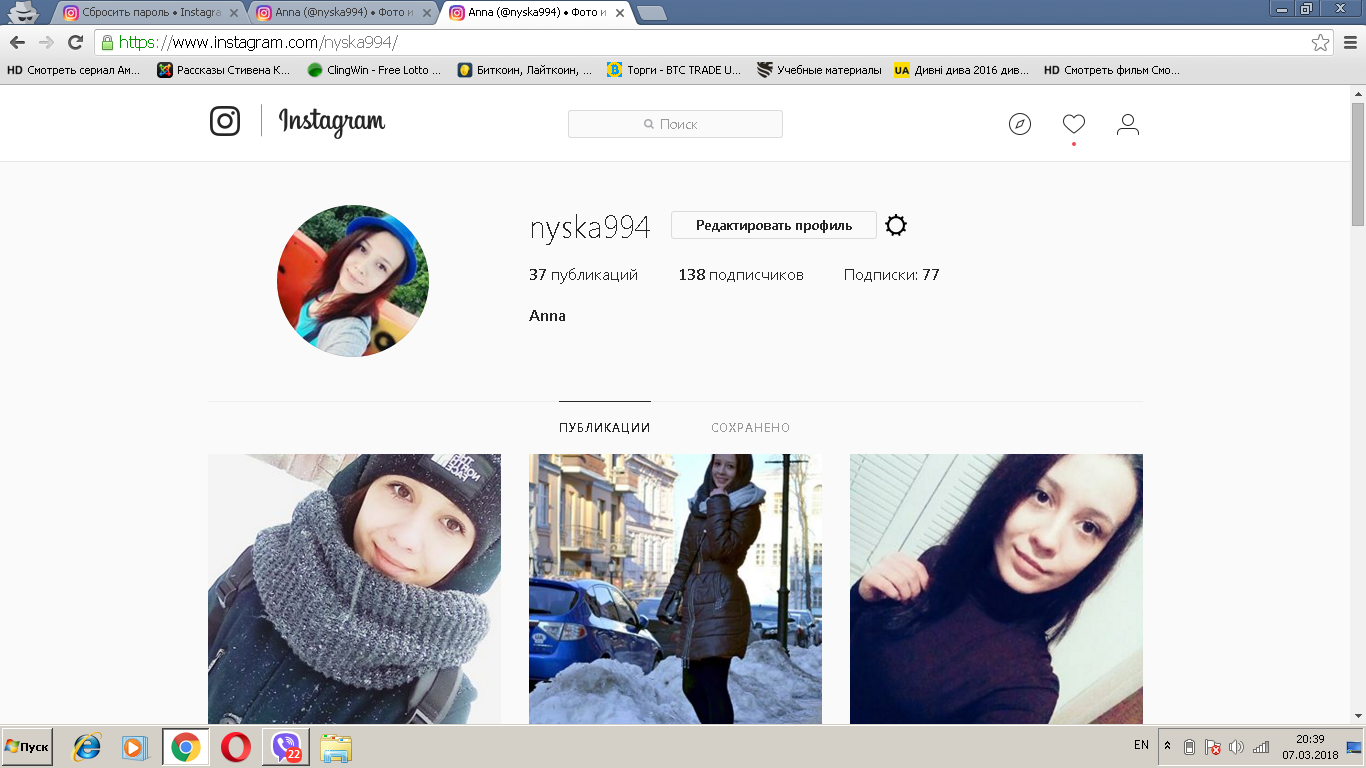 Сбросить пароль • Instagra
Anna (@nyska994) • Фото и
Anna (@nyska994) • Фото и
https://www.instagram.com/nyska994/
HD Смотреть сериал Ам...
Рассказы Стивена К...
ClingWin - Free Lotto ...
Биткоин, Лайткоин, ...
Торги - BTC TRADE U...
Учебные материалы
UA Дивні дива 2016 див...
HD Смотреть фильм Смо...
Instagram
Поиск
nyska994
Редактировать профиль
37 публикаций
138 подписчиков
Подписки: 77
Anna
ПУБЛИКАЦИИ
СОХРАНЕНО
THE
NORTH
FACE
Пуск
22
EN
20:39
07.03.2018